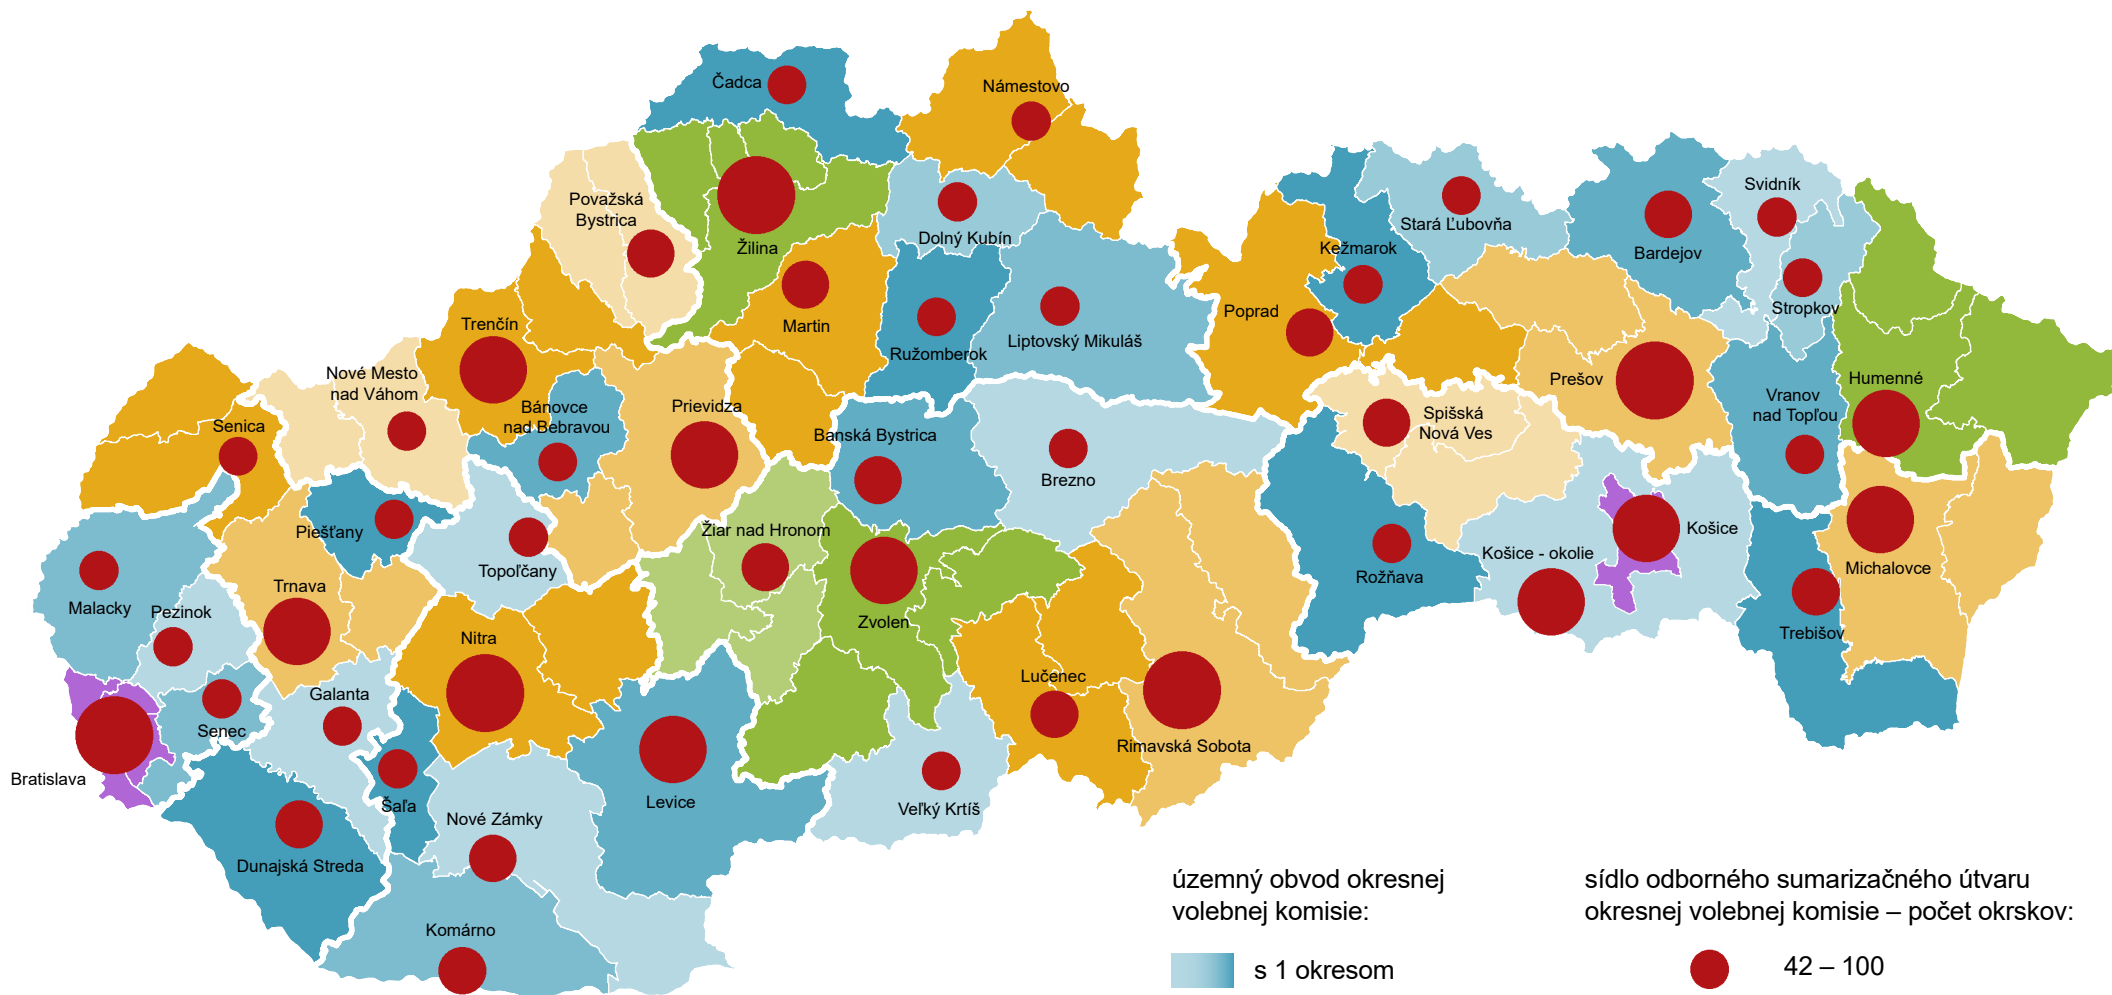 Čadca
Námestovo
Považská
Bystrica
Žilina
Dolný Kubín
Stará Ľubovňa
Svidník
Bardejov
Kežmarok
Stropkov
Trenčín
Martin
Ružomberok
Liptovský Mikuláš
Poprad
Nové Mesto
nad Váhom
Bánovce
nad Bebravou
Prievidza
Prešov
Vranov
nad Topľou
Humenné
Senica
Banská Bystrica
Brezno
Spišská
Nová Ves
Piešťany
Topoľčany
Žiar nad Hronom
Košice - okolie
Košice
Michalovce
Rožňava
Malacky
Pezinok
Trnava
Nitra
Zvolen
Trebišov
Galanta
Lučenec
Senec
Rimavská Sobota
Bratislava
Šaľa
Levice
Veľký Krtíš
Nové Zámky
Dunajská Streda
Komárno
územný obvod okresnej
volebnej komisie:
s 1 okresom
sídlo odborného sumarizačného útvaru
okresnej volebnej komisie – počet okrskov:
42 – 100